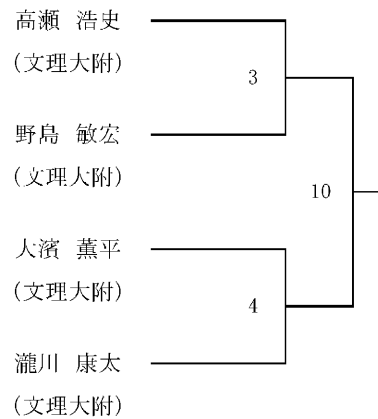 高瀬 浩史
(文理大附)
3
野島 敏宏
(文理大附)
10
大濱 薫平
(文理大附)
4
瀧川 康太
(文理大附)